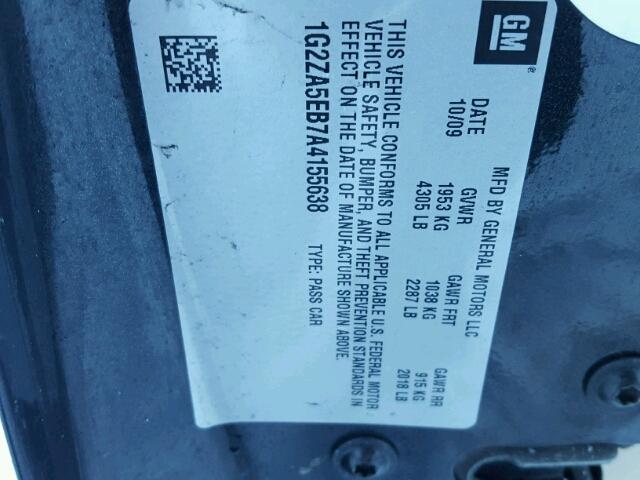 GM
MFD BY GENERAL MOTORS LLC
DATE GVWR GAWR FRT GAWR RR
10/09 1953 KG 1038 KG 915 KG
4305 LB 2287 LB 2018 LB
THIS VEHICLE CONFORMS TO ALL APPLICABLE U.S. FEDERAL MOTOR
VEHICLE SAFETY, BUMPER, AND THEFT PREVENTION STANDARDS IN
EFFECT ON THE DATE OF MANUFACTURE SHOWN ABOVE.
1G2ZA5EB7A4155638 TYPE: PASS CAR